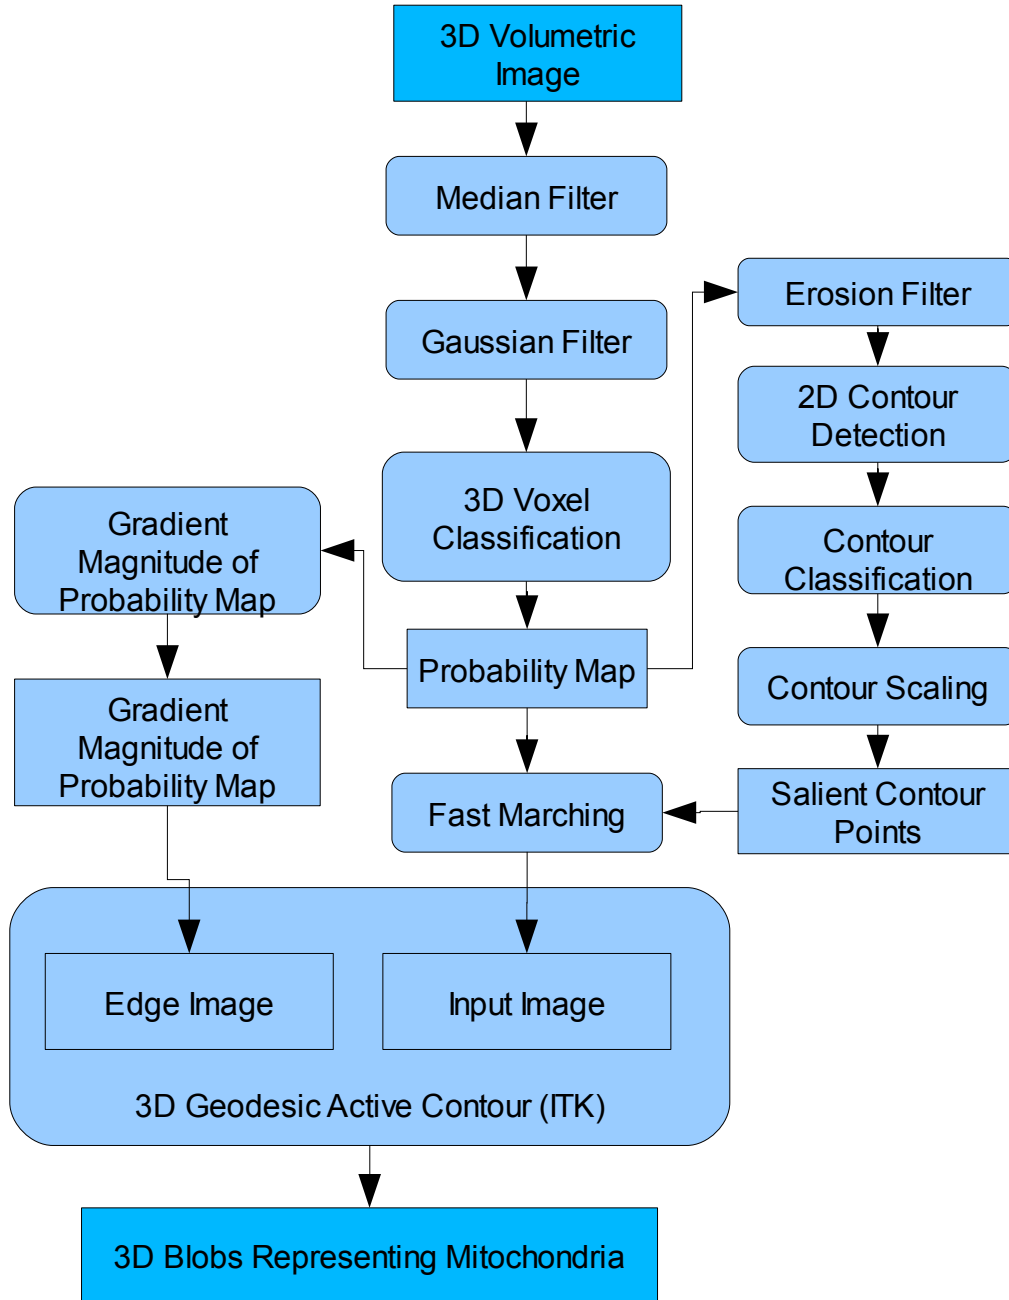 3D Volumetric
Image
Median Filter
Gaussian Filter
3D Voxel
Classification
Probability Map
Erosion Filter
2D Contour
Detection
Contour
Classification
Contour Scaling
Salient Contour
Points
Gradient
Magnitude of
Probability Map
Gradient
Magnitude of
Probability Map
Fast Marching
Edge Image
Input Image
3D Geodesic Active Contour (ITK)
3D Blobs Representing Mitochondria